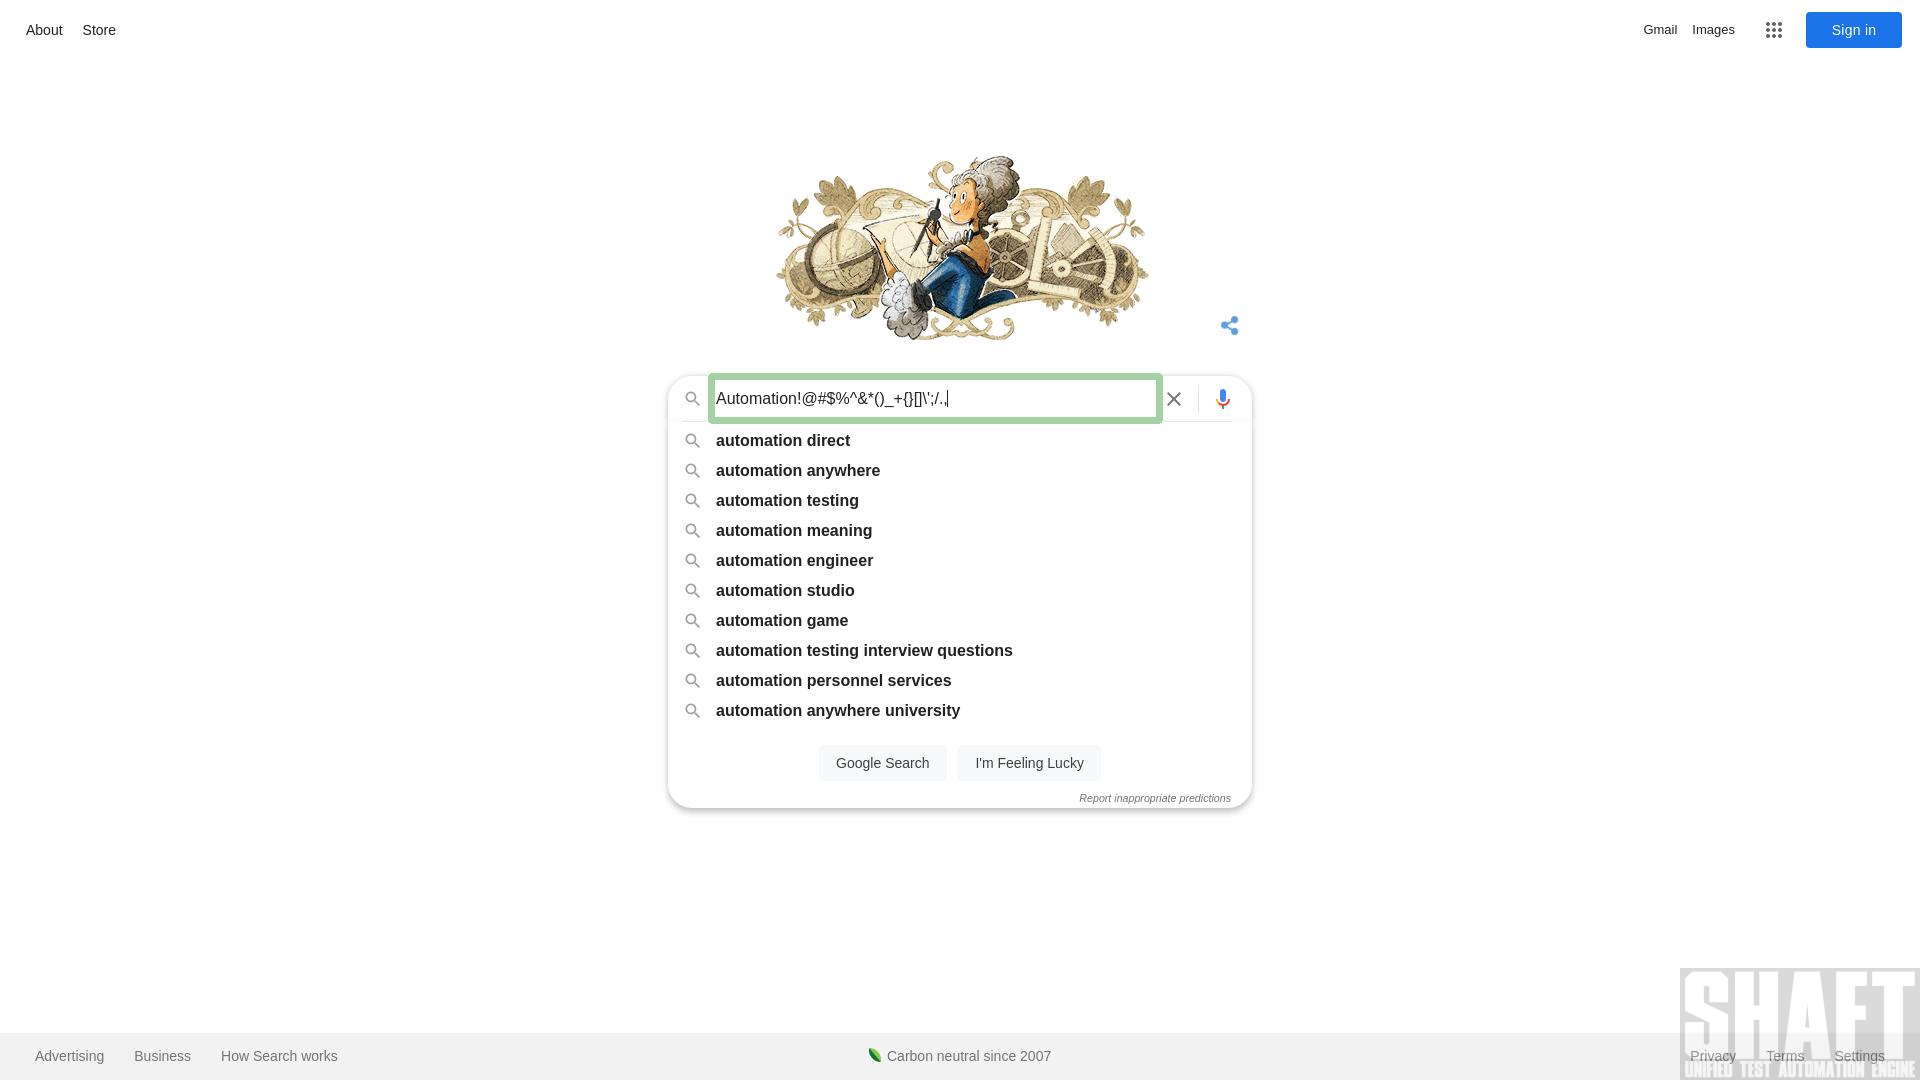 About Store
Gmail Images Sign in
Automation!@#$%^&*()_+{}[]\';/.,
automation direct
automation anywhere
automation testing
automation meaning
automation engineer
automation studio
automation game
automation testing interview questions
automation personnel services
automation anywhere university
Google Search I'm Feeling Lucky
Report inappropriate predictions
SHAFT
UNIFIED TEST AUTOMATION ENGINE
Advertising Business How Search works Carbon neutral since 2007 Privacy Terms Settings